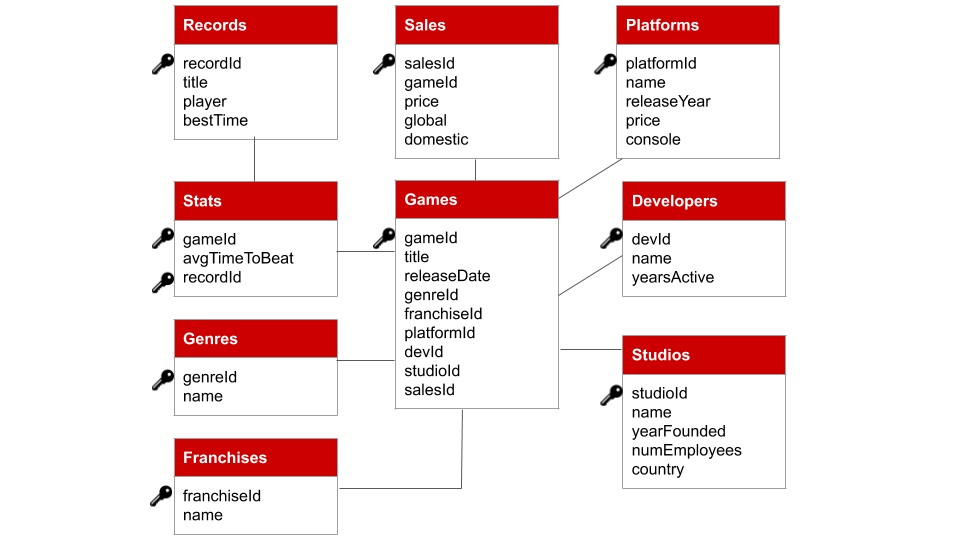 Records
recordId
title
player
bestTime
Sales
salesId
gameId
price
global
domestic
Platforms
platformId
name
releaseYear
price
console
Stats
gameId
avgTimeToBeat
recordId
Games
gameId
title
releaseDate
genreId
franchiseId
platformId
devId
studioId
salesId
Developers
devId
name
yearsActive
Genres
genreId
name
Studios
studioId
name
yearFounded
numEmployees
country
Franchises
franchiseId
name